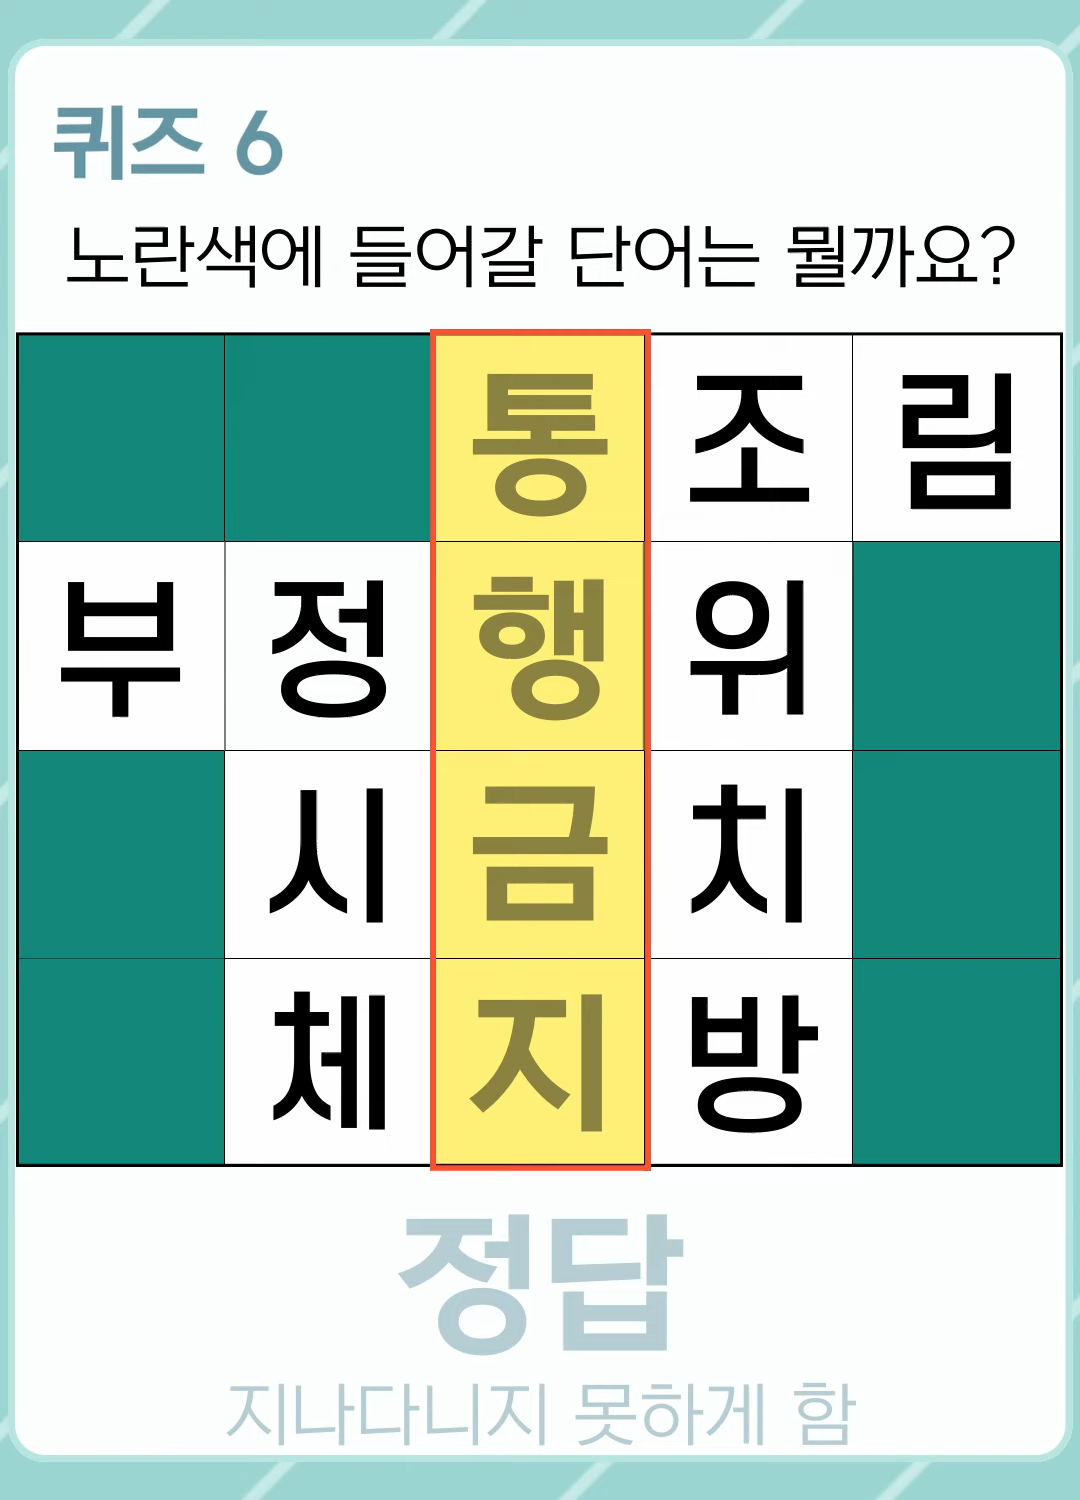 퀴즈 6
노란색에 들어갈 단어는 뭘까요?
통조림
부정행위
시금치
체지방
정답
지나다니지 못하게 함